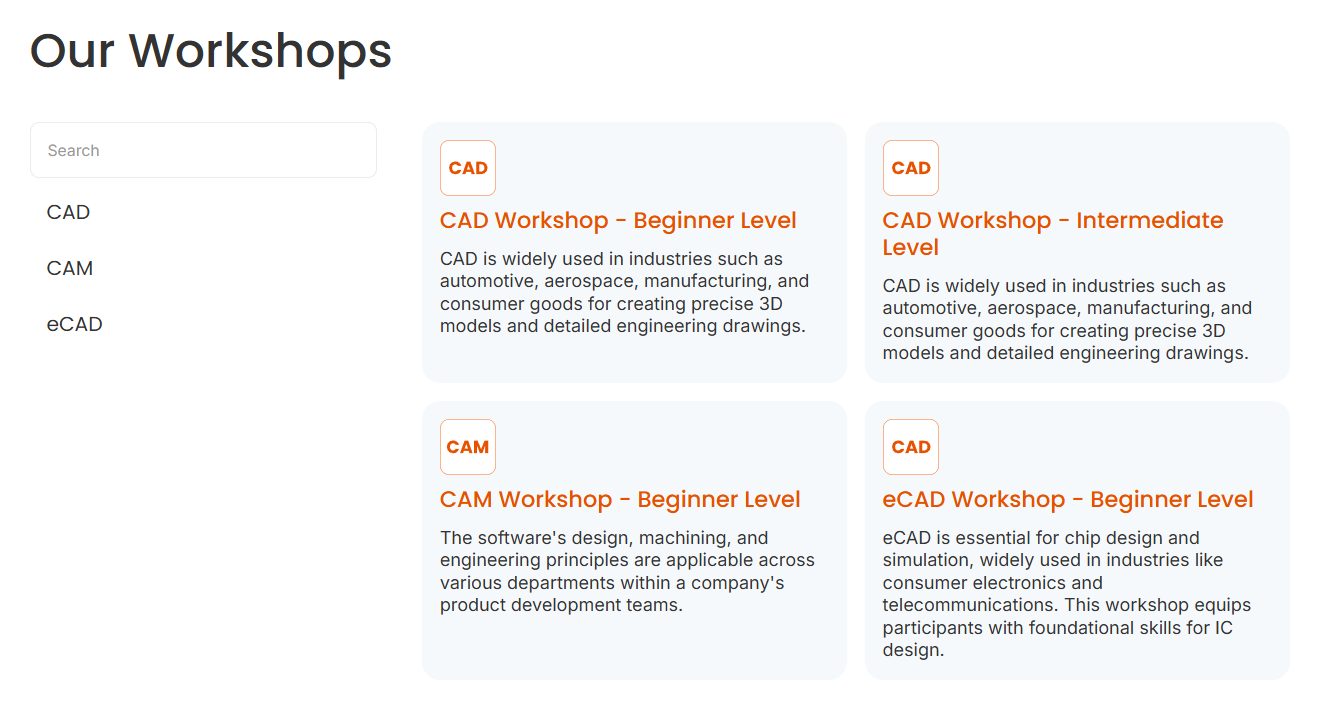 Our Workshops
Search
CAD
CAM
eCAD
CAD
CAD Workshop - Beginner Level
CAD is widely used in industries such as
automotive, aerospace, manufacturing, and
consumer goods for creating precise 3D
models and detailed engineering drawings.
CAD
CAD Workshop - Intermediate
Level
CAD is widely used in industries such as
automotive, aerospace, manufacturing, and
consumer goods for creating precise 3D
models and detailed engineering drawings.
CAM
CAM Workshop - Beginner Level
The software's design, machining, and
engineering principles are applicable across
various departments within a company's
product development teams.
CAD
eCAD Workshop - Beginner Level
eCAD is essential for chip design and
simulation, widely used in industries like
consumer electronics and
telecommunications. This workshop equips
participants with foundational skills for IC
design.